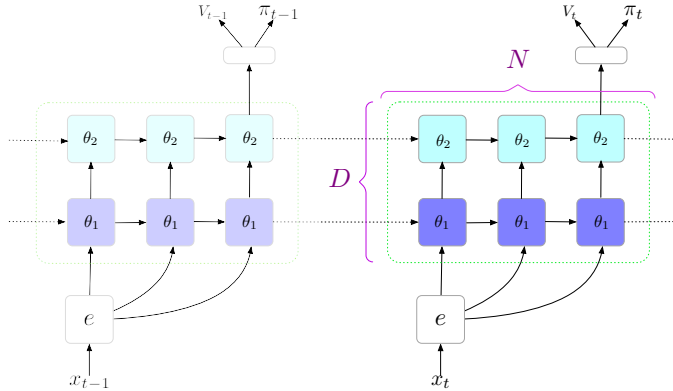 V_{t-1} π_{t-1} V_t π_t
N
θ_2 θ_2 θ_2 θ_2 θ_2 θ_2
D
θ_1 θ_1 θ_1 θ_1 θ_1 θ_1
e e
x_{t-1} x_t